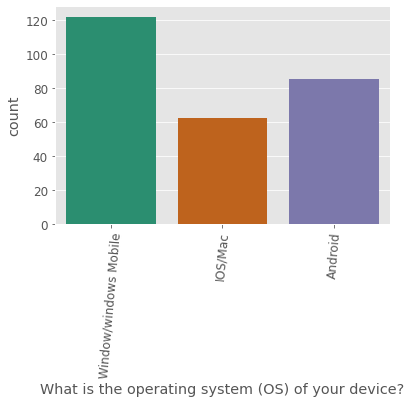 count
120
100
80
60
40
20
0
Window/windows Mobile
IOS/Mac
Android
What is the operating system (OS) of your device?